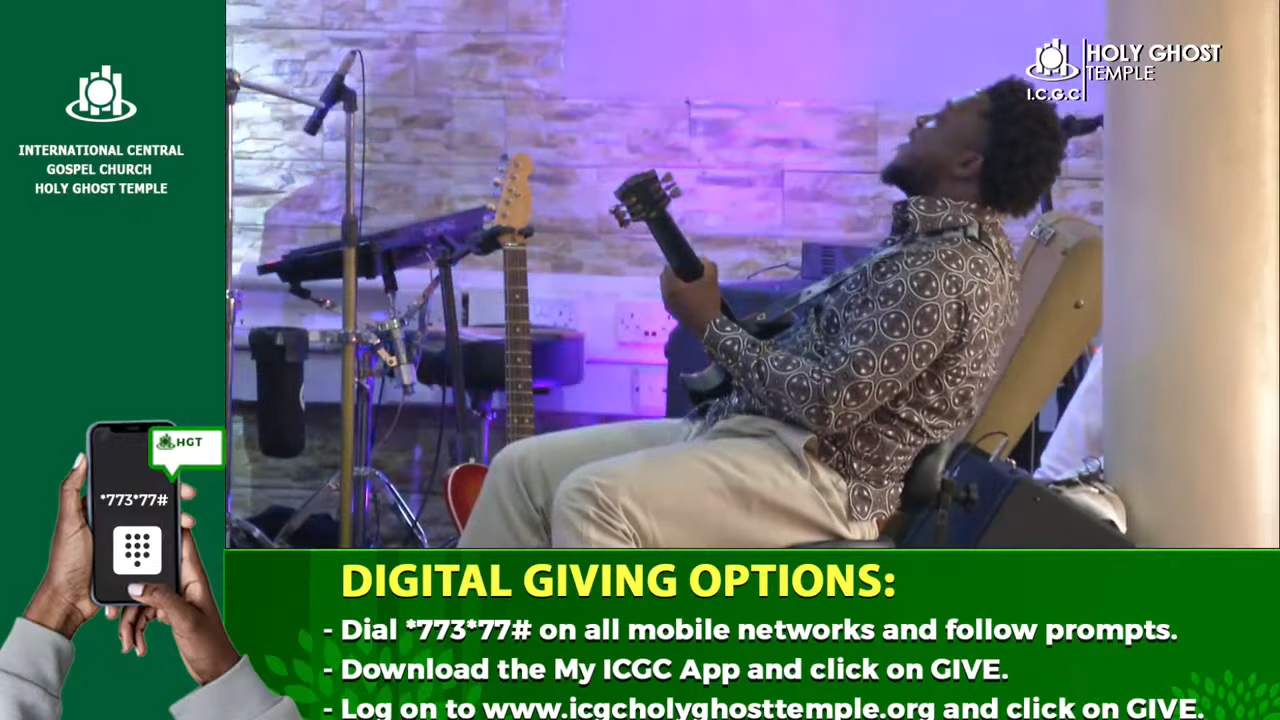 INTERNATIONAL CENTRAL
GOSPEL CHURCH
HOLY GHOST TEMPLE
HOLY GHOST
TEMPLE
I.C.G.C
HGT
*773*77#
DIGITAL GIVING OPTIONS:
- Dial *773*77# on all mobile networks and follow prompts.
- Download the My ICGC App and click on GIVE.
- Log on to www.icgcholyghosttemple.org and click on GIVE.